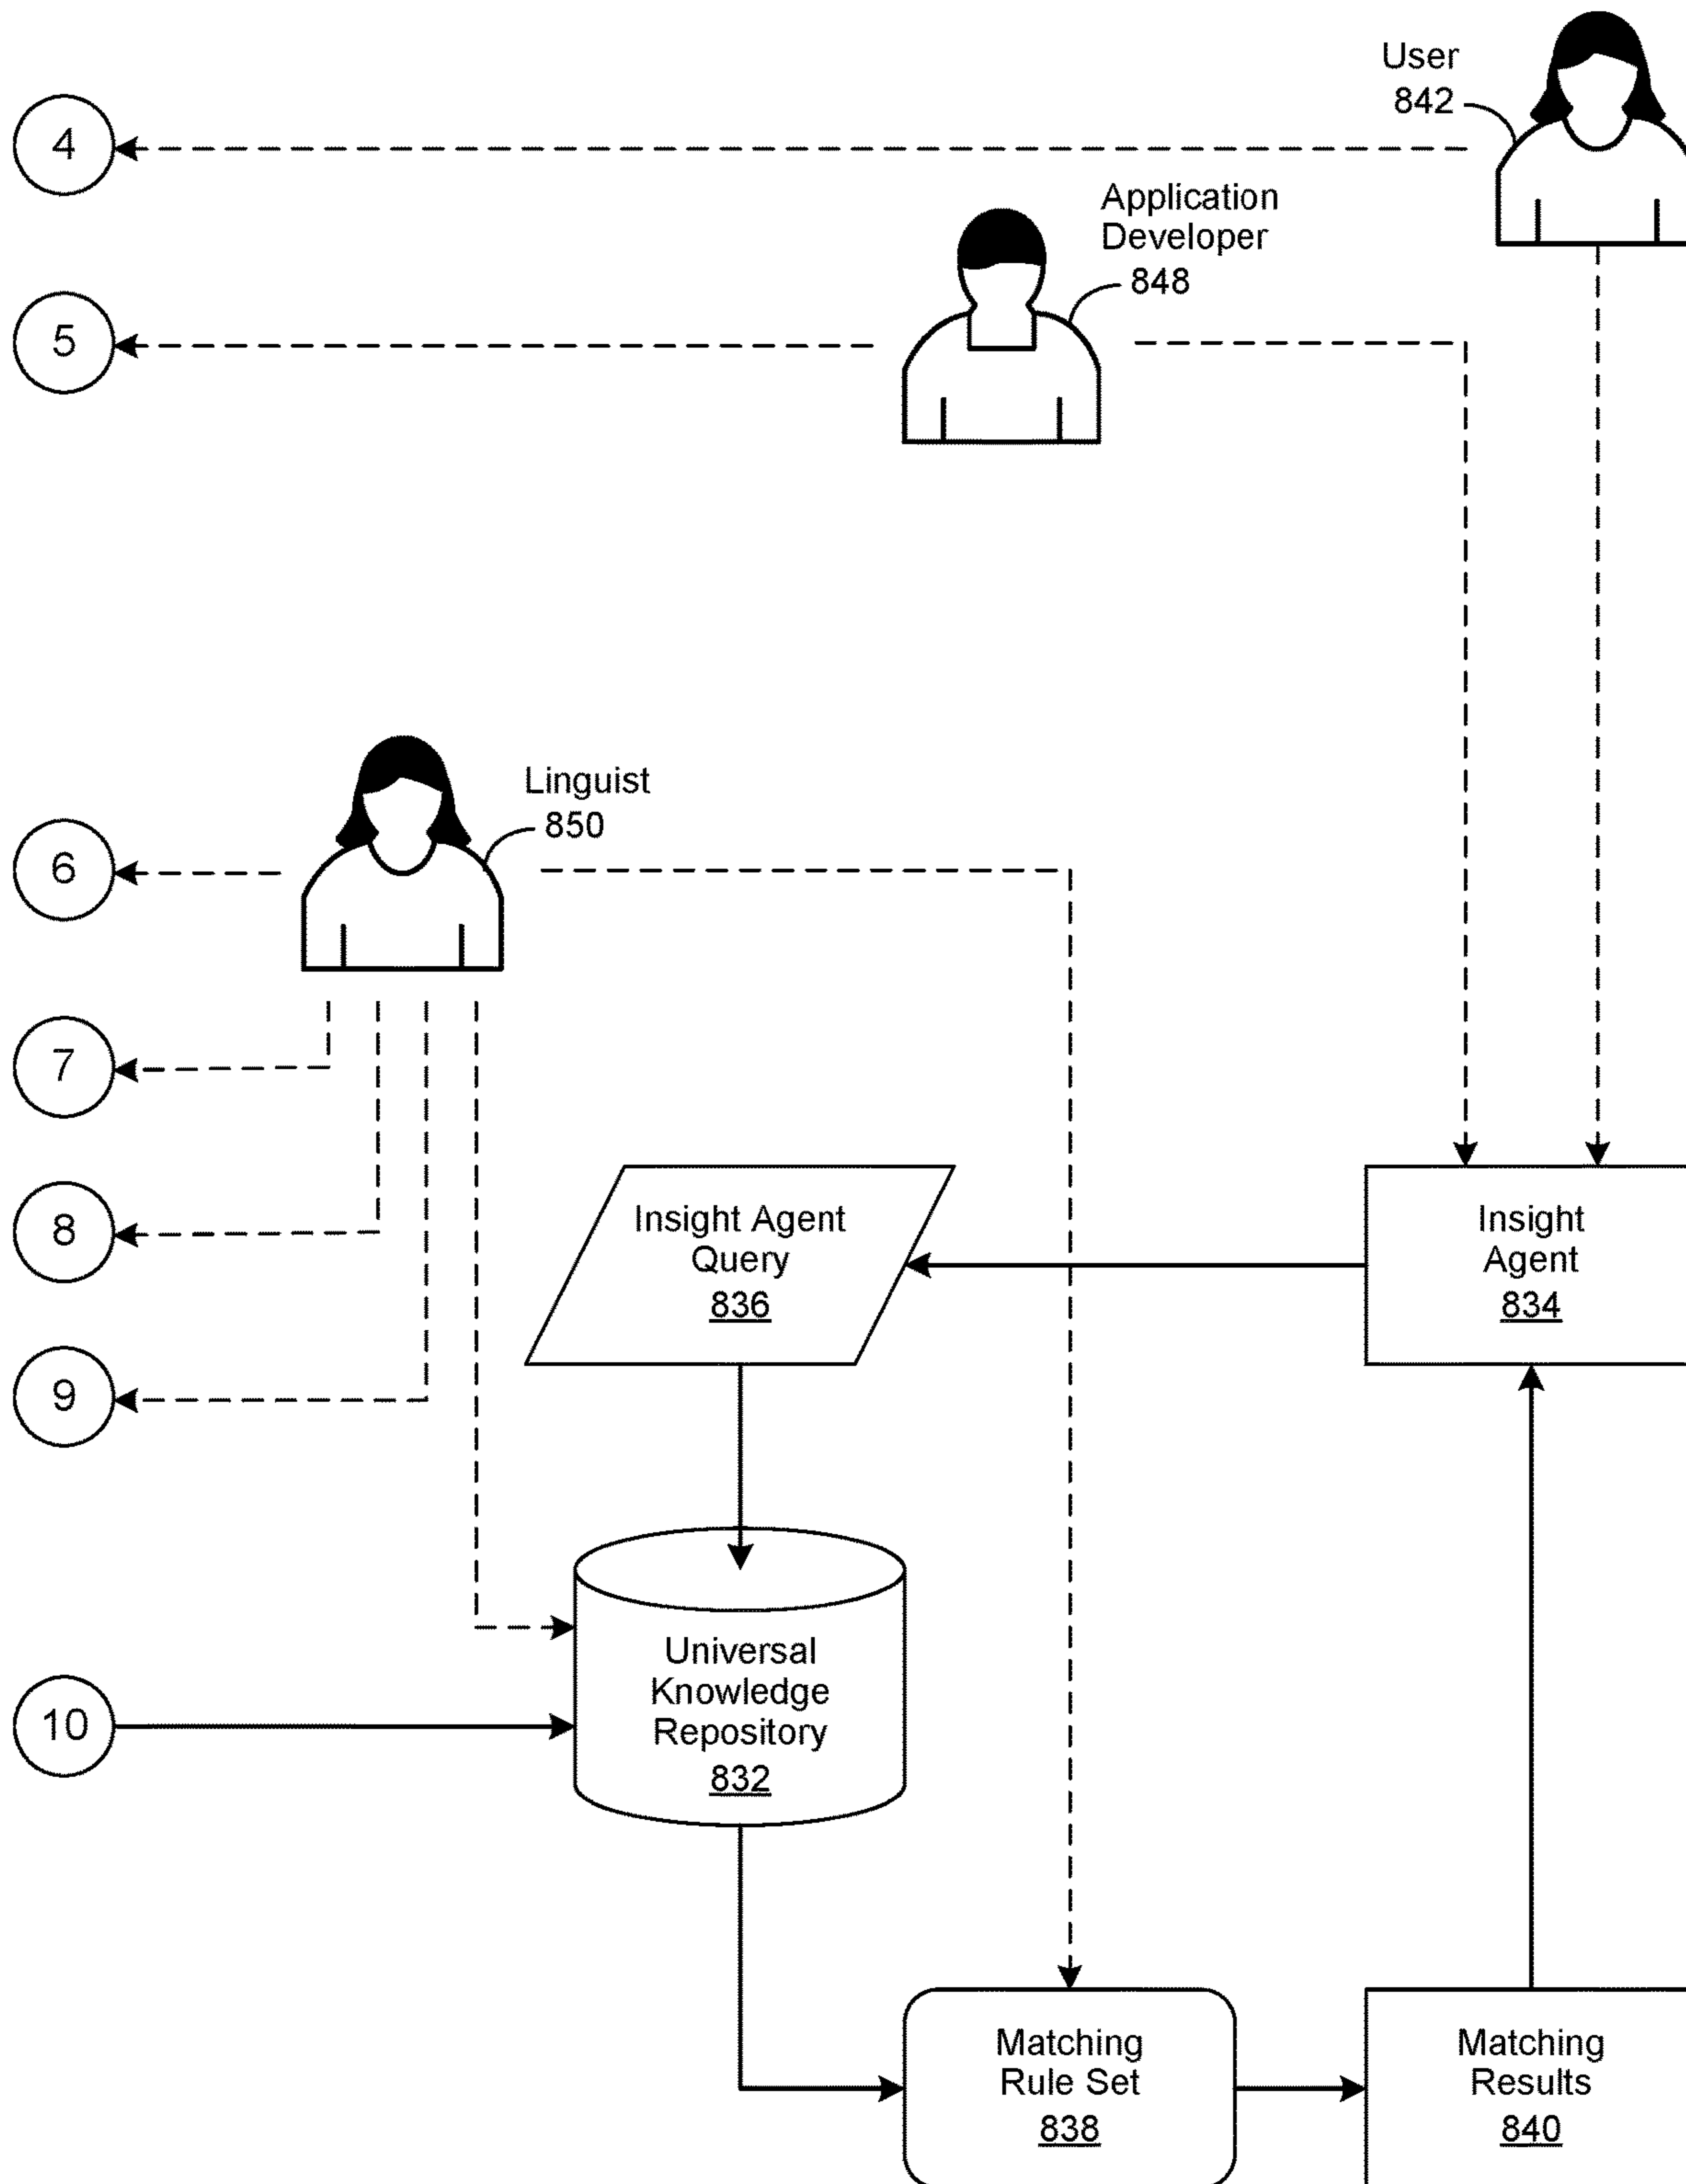 User
842
4
Application
Developer
848
5
Linguist
850
6
7
Insight Agent
Query
836
Insight
Agent
834
8
9
Universal
Knowledge
Repository
832
10
Matching
Rule Set
838
Matching
Results
840